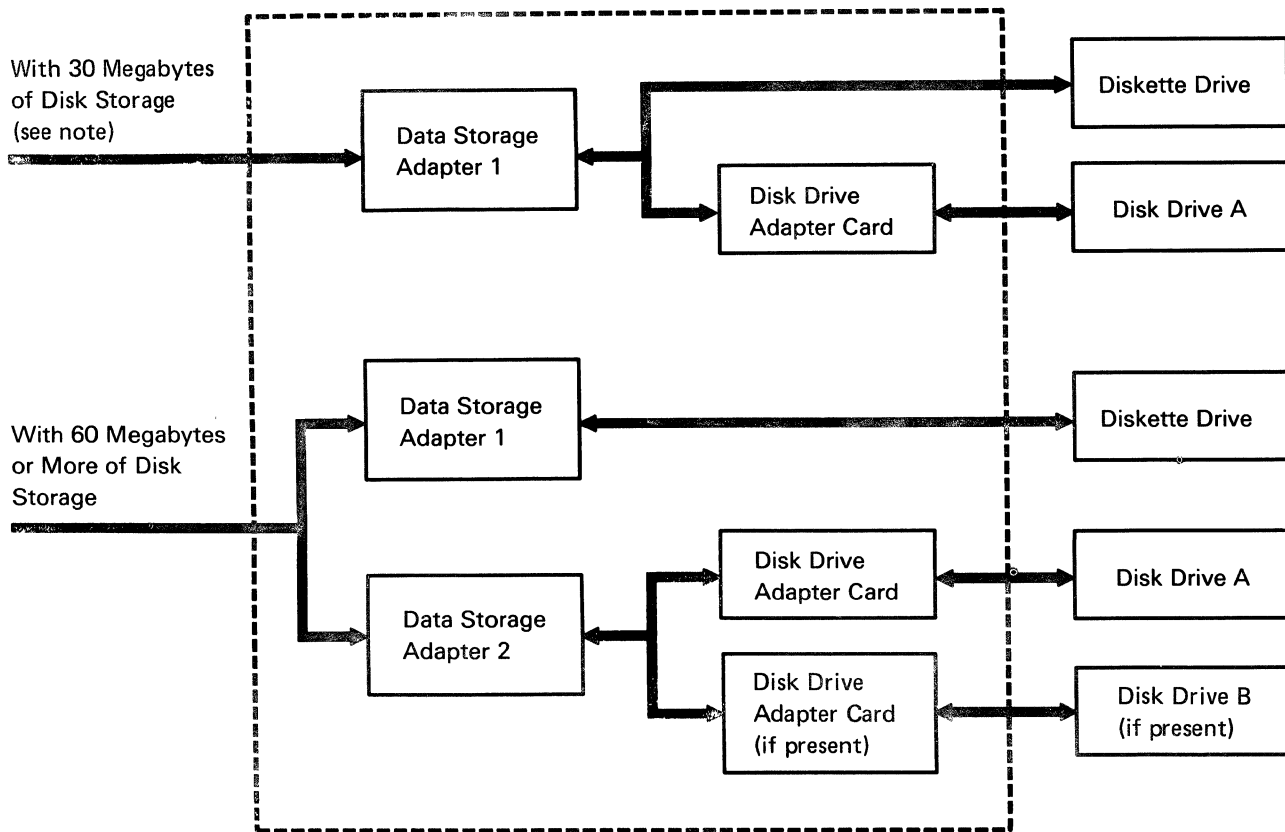 With 30 Megabytes
of Disk Storage
(see note)
Data Storage
Adapter 1
Diskette Drive
Disk Drive
Adapter Card
Disk Drive A
With 60 Megabytes
or More of Disk
Storage
Data Storage
Adapter 1
Diskette Drive
Data Storage
Adapter 2
Disk Drive
Adapter Card
Disk Drive A
Disk Drive
Adapter Card
(if present)
Disk Drive B
(if present)